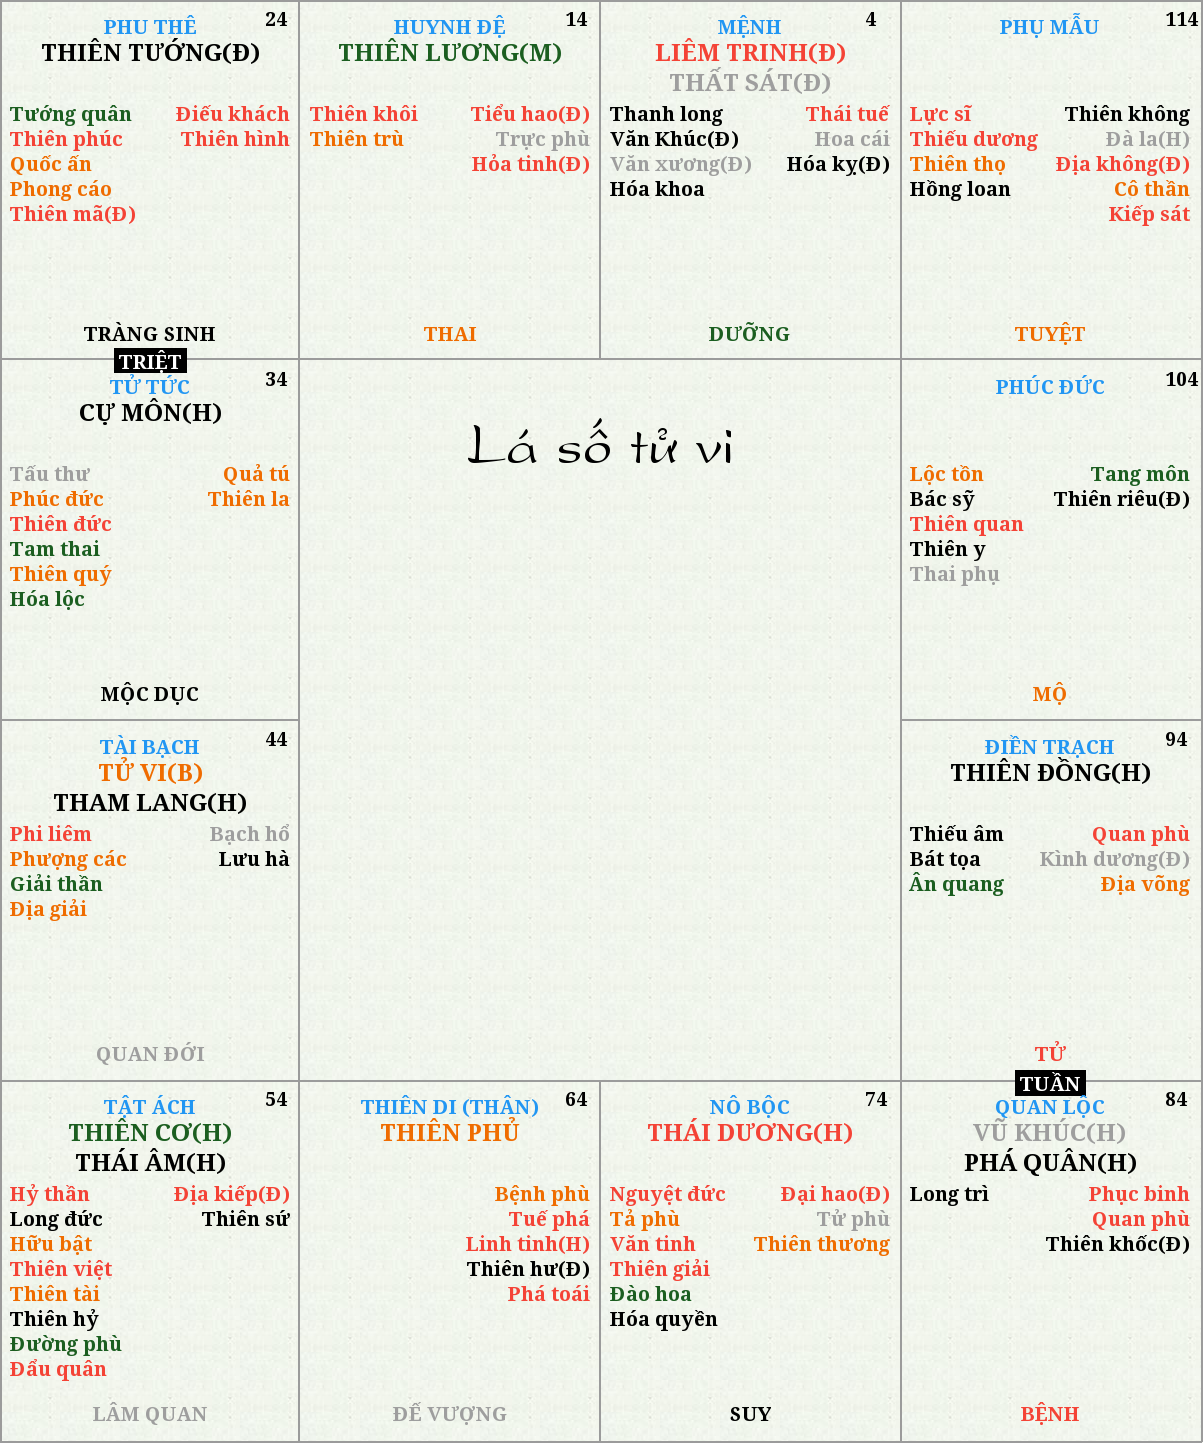 24
PHU THÊ
THIÊN TƯỚNG(Đ)
Tướng quân
Thiên phúc
Quốc ấn
Phong cáo
Thiên mã(Đ)
Điếu khách
Thiên hình
TRÀNG SINH
14
HUYNH ĐỆ
THIÊN LƯƠNG(M)
Thiên khôi
Thiên trù
Tiểu hao(Đ)
Trực phù
Hỏa tinh(Đ)
THAI
4
MỆNH
LIÊM TRINH(Đ)
THẤT SÁT(Đ)
Thanh long
Văn Khúc(Đ)
Văn xương(Đ)
Hóa khoa
Thái tuế
Hoa cái
Hóa kỵ(Đ)
DƯỠNG
114
PHỤ MẪU
Lực sĩ
Thiếu dương
Thiên thọ
Hồng loan
Thiên không
Đà la(H)
Địa không(Đ)
Cô thần
Kiếp sát
TUYỆT
TRIỆT
34
TỬ TỨC
CỰ MÔN(H)
Tấu thư
Phúc đức
Thiên đức
Tam thai
Thiên quý
Hóa lộc
Quả tú
Thiên la
MỘC DỤC
Lá số tử vi
104
PHÚC ĐỨC
Lộc tồn
Bác sỹ
Thiên quan
Thiên y
Thai phụ
Tang môn
Thiên riêu(Đ)
MỘ
44
TÀI BẠCH
TỬ VI(B)
THAM LANG(H)
Phi liêm
Phượng các
Giải thần
Địa giải
Bạch hổ
Lưu hà
QUAN ĐỚI
94
ĐIỀN TRẠCH
THIÊN ĐỒNG(H)
Thiếu âm
Bát tọa
Ân quang
Quan phù
Kình dương(Đ)
Địa võng
TỬ
TUẦN
54
TẬT ÁCH
THIÊN CƠ(H)
THÁI ÂM(H)
Hỷ thần
Long đức
Hữu bật
Thiên việt
Thiên tài
Thiên hỷ
Đường phù
Đẩu quân
Địa kiếp(Đ)
Thiên sứ
LÂM QUAN
64
THIÊN DI (THÂN)
THIÊN PHỦ
Bệnh phù
Tuế phá
Linh tinh(H)
Thiên hư(Đ)
Phá toái
ĐẾ VƯỢNG
74
NÔ BỘC
THÁI DƯƠNG(H)
Nguyệt đức
Tả phù
Văn tinh
Thiên giải
Đào hoa
Hóa quyền
Đại hao(Đ)
Tử phù
Thiên thương
SUY
84
QUAN LỘC
VŨ KHÚC(H)
PHÁ QUÂN(H)
Long trì
Phục binh
Quan phù
Thiên khốc(Đ)
BỆNH